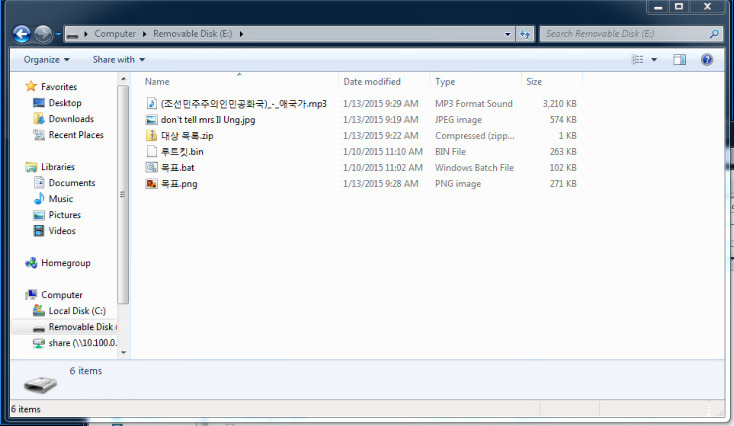 Computer Removable Disk (E:) Search Removable Disk (E:)
Organize Share with
Favorites
Desktop
Downloads
Recent Places
Libraries
Documents
Music
Pictures
Videos
Homegroup
Computer
Local Disk (C:)
Removable Disk (
share (\\10.100.0.
Name Date modified Type Size
(조선민주주의인민공화국)_-_애국가.mp3 1/13/2015 9:29 AM MP3 Format Sound 3,210 KB
don't tell mrs Il Ung.jpg 1/13/2015 9:19 AM JPEG image 574 KB
대상 목록.zip 1/13/2015 9:22 AM Compressed (zipp... 1 KB
루트킷.bin 1/10/2015 11:10 AM BIN File 263 KB
목표.bat 1/10/2015 11:02 AM Windows Batch File 102 KB
목표.png 1/13/2015 9:28 AM PNG image 271 KB
6 items
6 items